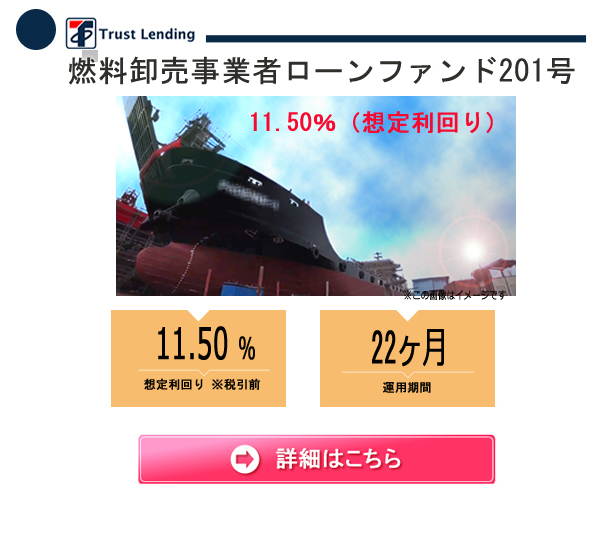 Trust Lending
燃料卸売事業者ローンファンド201号
11.50%（想定利回り）
※この画像はイメージです
11.50 %
想定利回り ※税引前
22ヶ月
運用期間
詳細はこちら